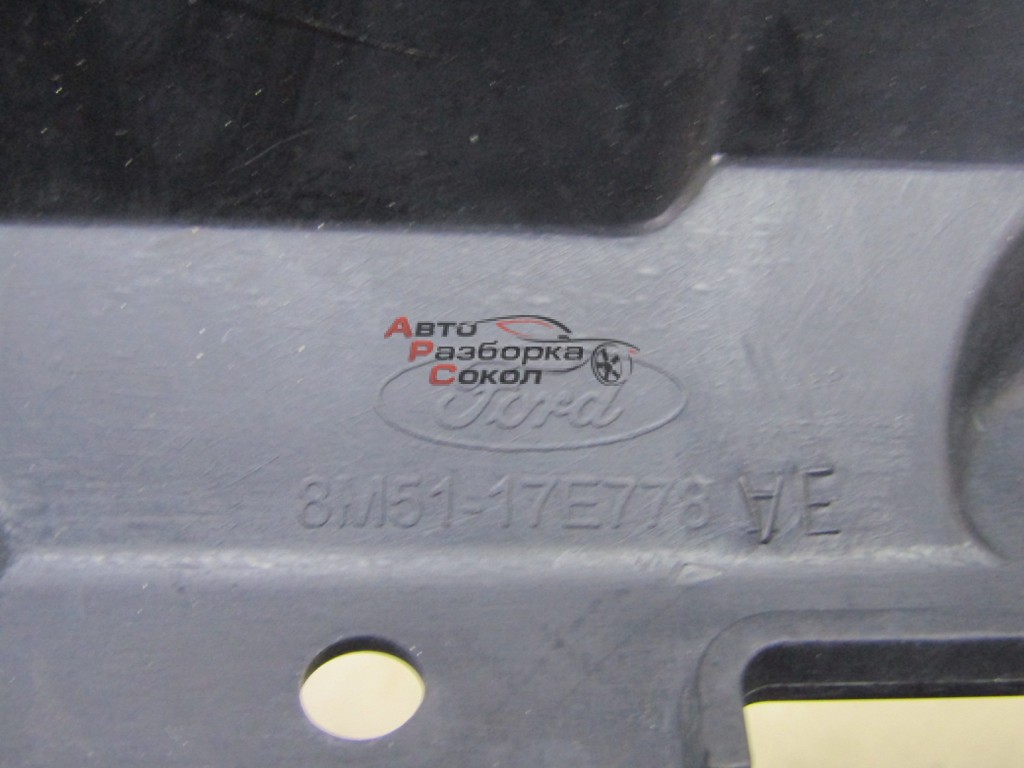 Авто
Разборка
Сокол
Ford
8M51-17E778 AE